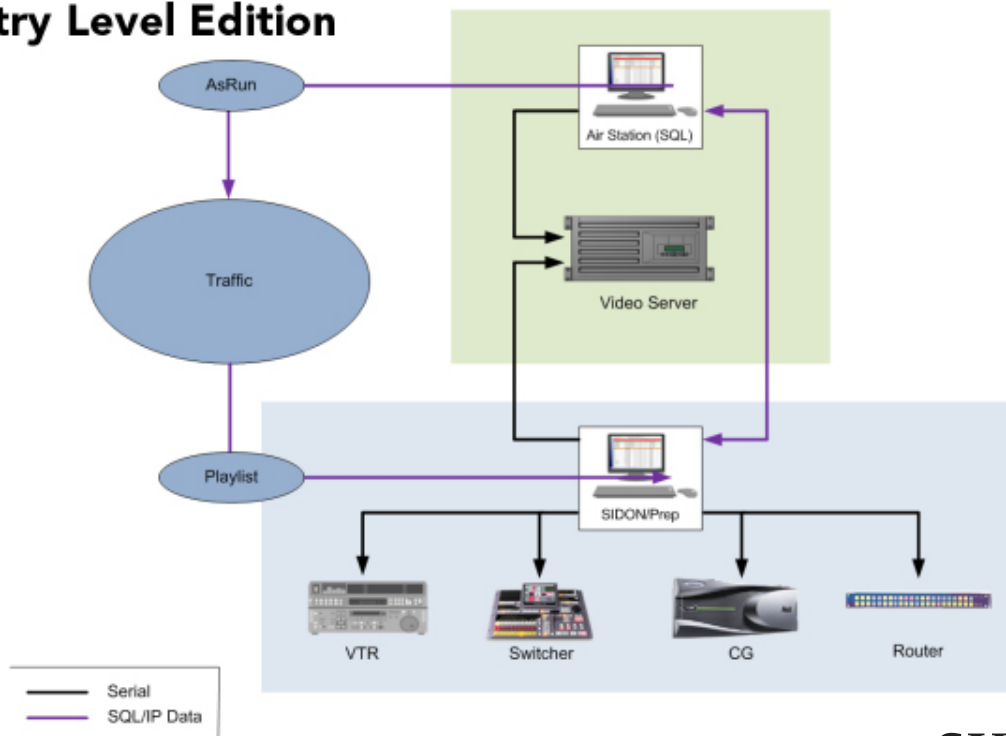 try Level Edition
AsRun
Air Station (SQL)
Traffic
Video Server
Playlist
SIDON/Prep
VTR
Switcher
CG
Router
Serial
SQL/IP Data